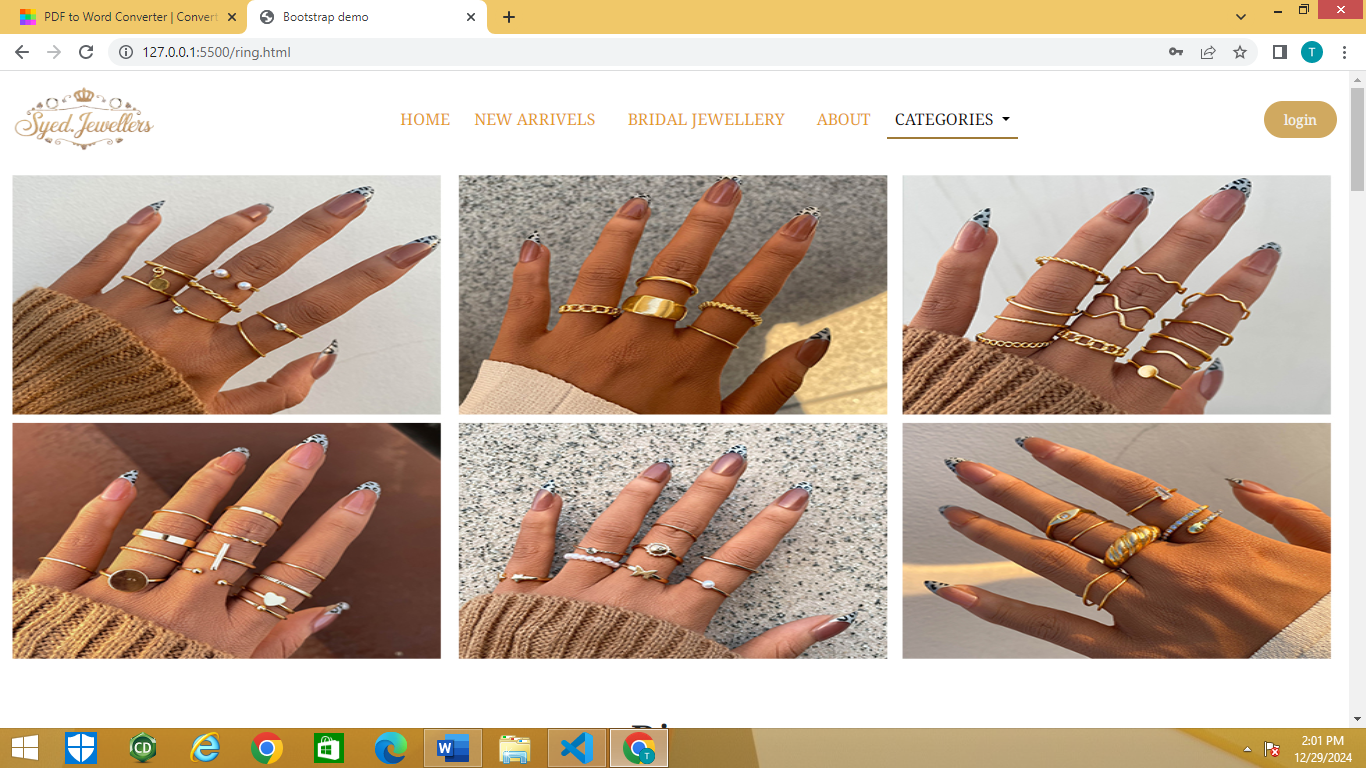 PDF to Word Converter | Convert
Bootstrap demo
127.0.0.1:5500/ring.html
T
Syed Jewellers
HOME
NEW ARRIVELS
BRIDAL JEWELLERY
ABOUT
CATEGORIES
login
CD
W
T
2:01 PM
12/29/2024